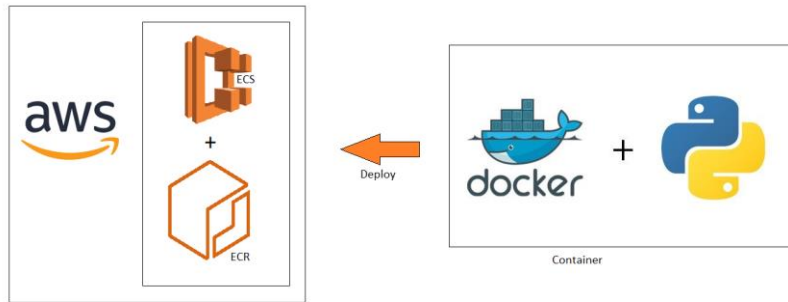 aws
ECS
+
ECR
Deploy
docker
+
Container